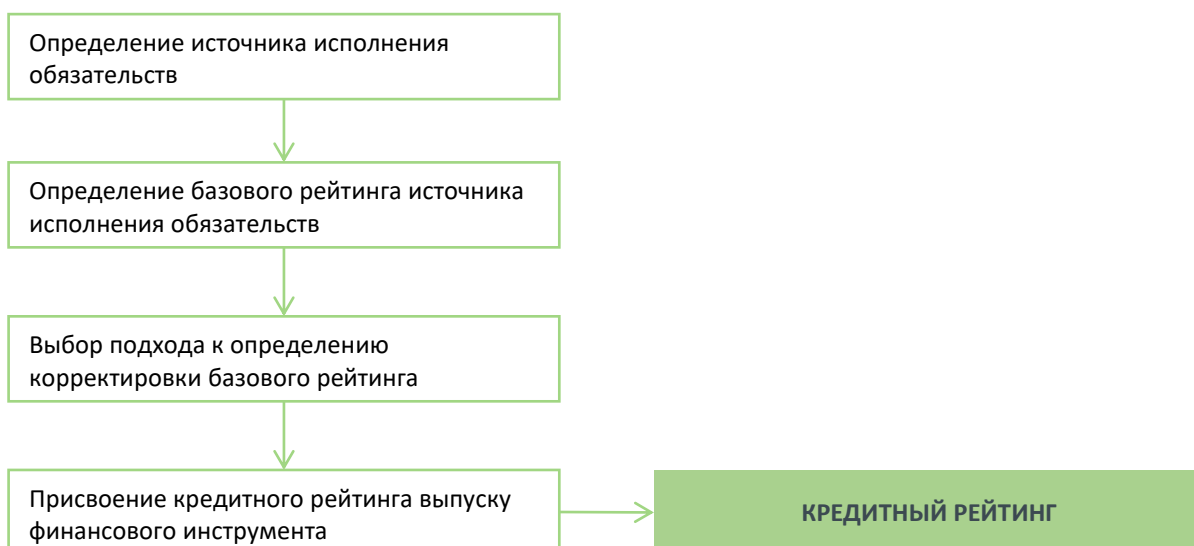 Определение источника исполнения
обязательств
Определение базового рейтинга источника
исполнения обязательств
Выбор подхода к определению
корректировки базового рейтинга
Присвоение кредитного рейтинга выпуску
финансового инструмента
КРЕДИТНЫЙ РЕЙТИНГ